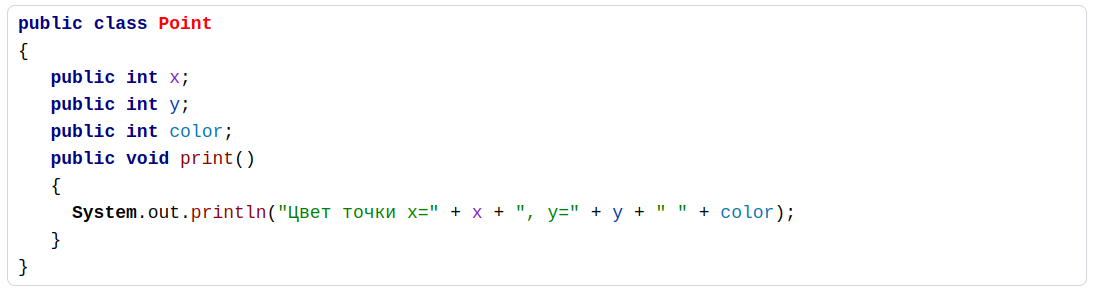 public class Point
{
   public int x;
   public int y;
   public int color;
   public void print()
   {
     System.out.println("Цвет точки x=" + x + ", y=" + y + " " + color);
   }
}